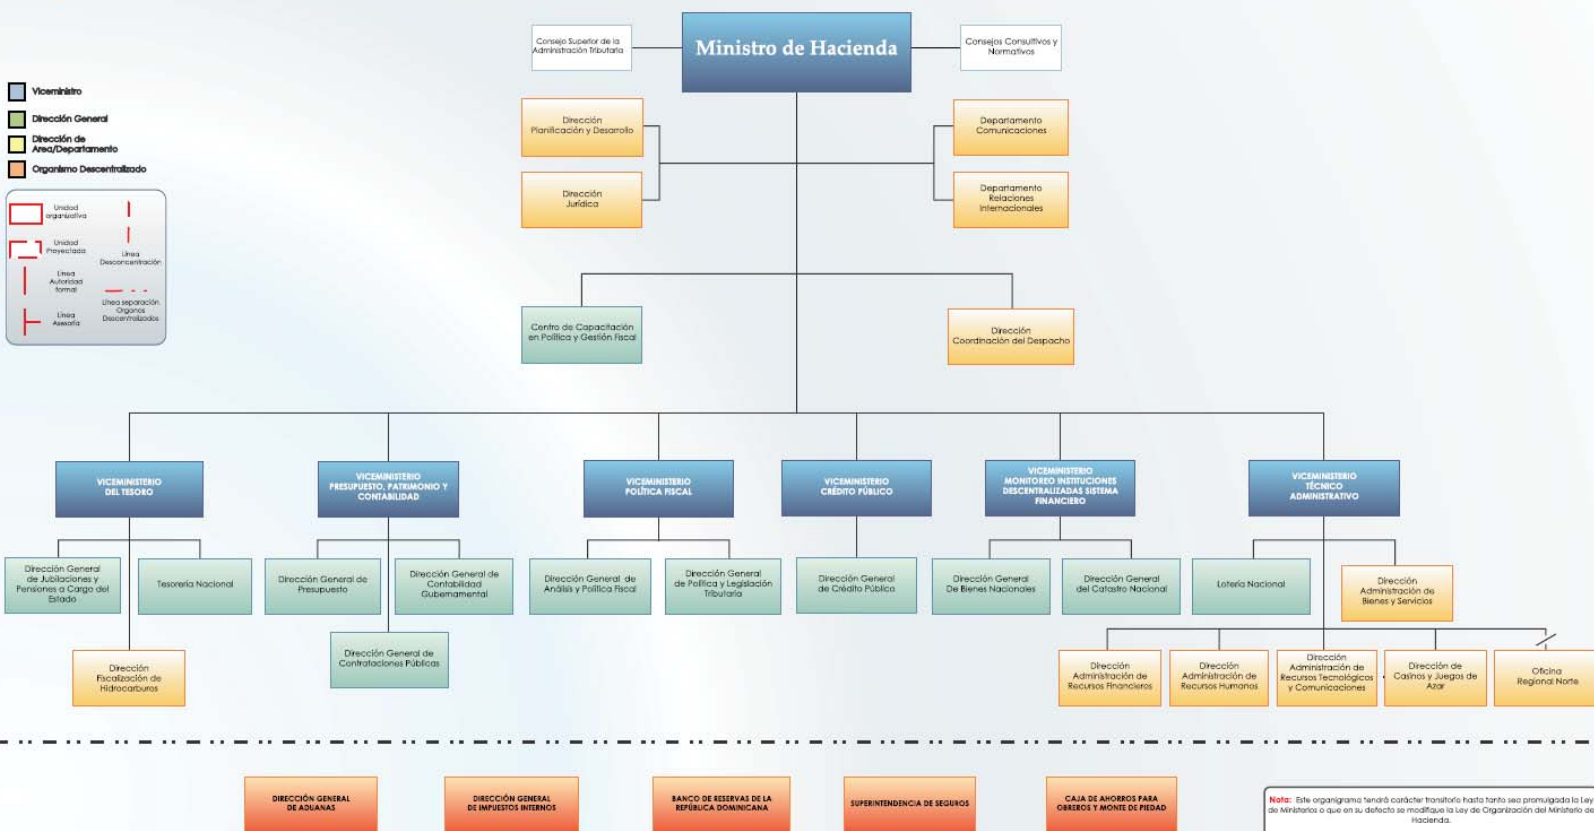 Consejo Superior de la
Administración Tributaria
Ministro de Hacienda
Consejos Consultivos y
Normativos
Viceministro
Dirección General
Dirección de
Area/Departamento
Organismo Descentralizado
Unidad
organizativa
Unidad
Proyectada
Línea
Autoridad
formal
Línea
Asesoría
Línea
Desconcentración
Línea separación
Organos
Descentralizados
Dirección
Planificación y Desarrollo
Departamento
Comunicaciones
Dirección
Jurídica
Departamento
Relaciones
Internacionales
Centro de Capacitación
en Política y Gestión Fiscal
Dirección
Coordinación del Despacho
VICEMINISTERIO
DEL TESORO
VICEMINISTERIO
PRESUPUESTO, PATRIMONIO Y
CONTABILIDAD
VICEMINISTERIO
POLÍTICA FISCAL
VICEMINISTERIO
CRÉDITO PÚBLICO
VICEMINISTERIO
MONITOREO INSTITUCIONES
DESCENTRALIZADAS SISTEMA
FINANCIERO
VICEMINISTERIO
TÉCNICO
ADMINISTRATIVO
Dirección General
de Jubilaciones y
Pensiones a Cargo del
Estado
Tesorería Nacional
Dirección General de
Presupuesto
Dirección General de
Contabilidad
Gubernamental
Dirección General de
Análisis y Política Fiscal
Dirección General
de Política y Legislación
Tributaria
Dirección General
de Crédito Público
Dirección General
De Bienes Nacionales
Dirección General
del Catastro Nacional
Lotería Nacional
Dirección
Administración de
Bienes y Servicios
Dirección
Fiscalización de
Hidrocarburos
Dirección General de
Contrataciones Públicas
Dirección
Administración de
Recursos Financieros
Dirección
Administración de
Recursos Humanos
Dirección
Administración de
Recursos Tecnológicos
y Comunicaciones
Dirección de
Casinos y Juegos de
Azar
Oficina
Regional Norte
DIRECCIÓN GENERAL
DE ADUANAS
DIRECCIÓN GENERAL
DE IMPUESTOS INTERNOS
BANCO DE RESERVAS DE LA
REPÚBLICA DOMINICANA
SUPERINTENDENCIA DE SEGUROS
CAJA DE AHORROS PARA
OBREROS Y MONTE DE PIEDAD
Nota: Este organigrama tendrá carácter transitorio hasta tanto sea promulgada la Ley
de Ministerios o que en su defecto se modifique la Ley de Organización del Ministerio de
Hacienda.